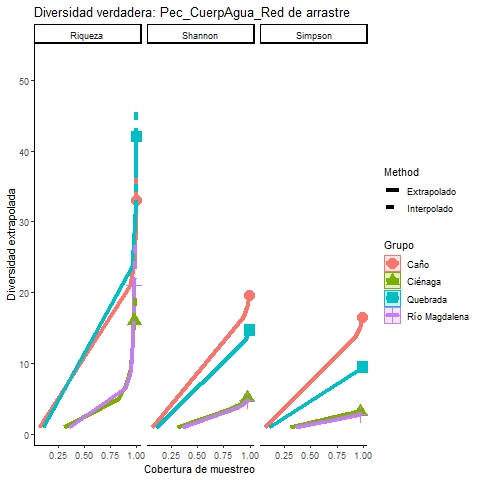 Diversidad verdadera: Pec_CuerpAgua_Red de arrastre
Riqueza Shannon Simpson
50
40
30
20
10
0
Diversidad extrapolada
0.25 0.50 0.75 1.00 0.25 0.50 0.75 1.00 0.25 0.50 0.75 1.00
Cobertura de muestreo
Method
Extrapolado
Interpolado
Grupo
Caño
Ciénaga
Quebrada
Río Magdalena